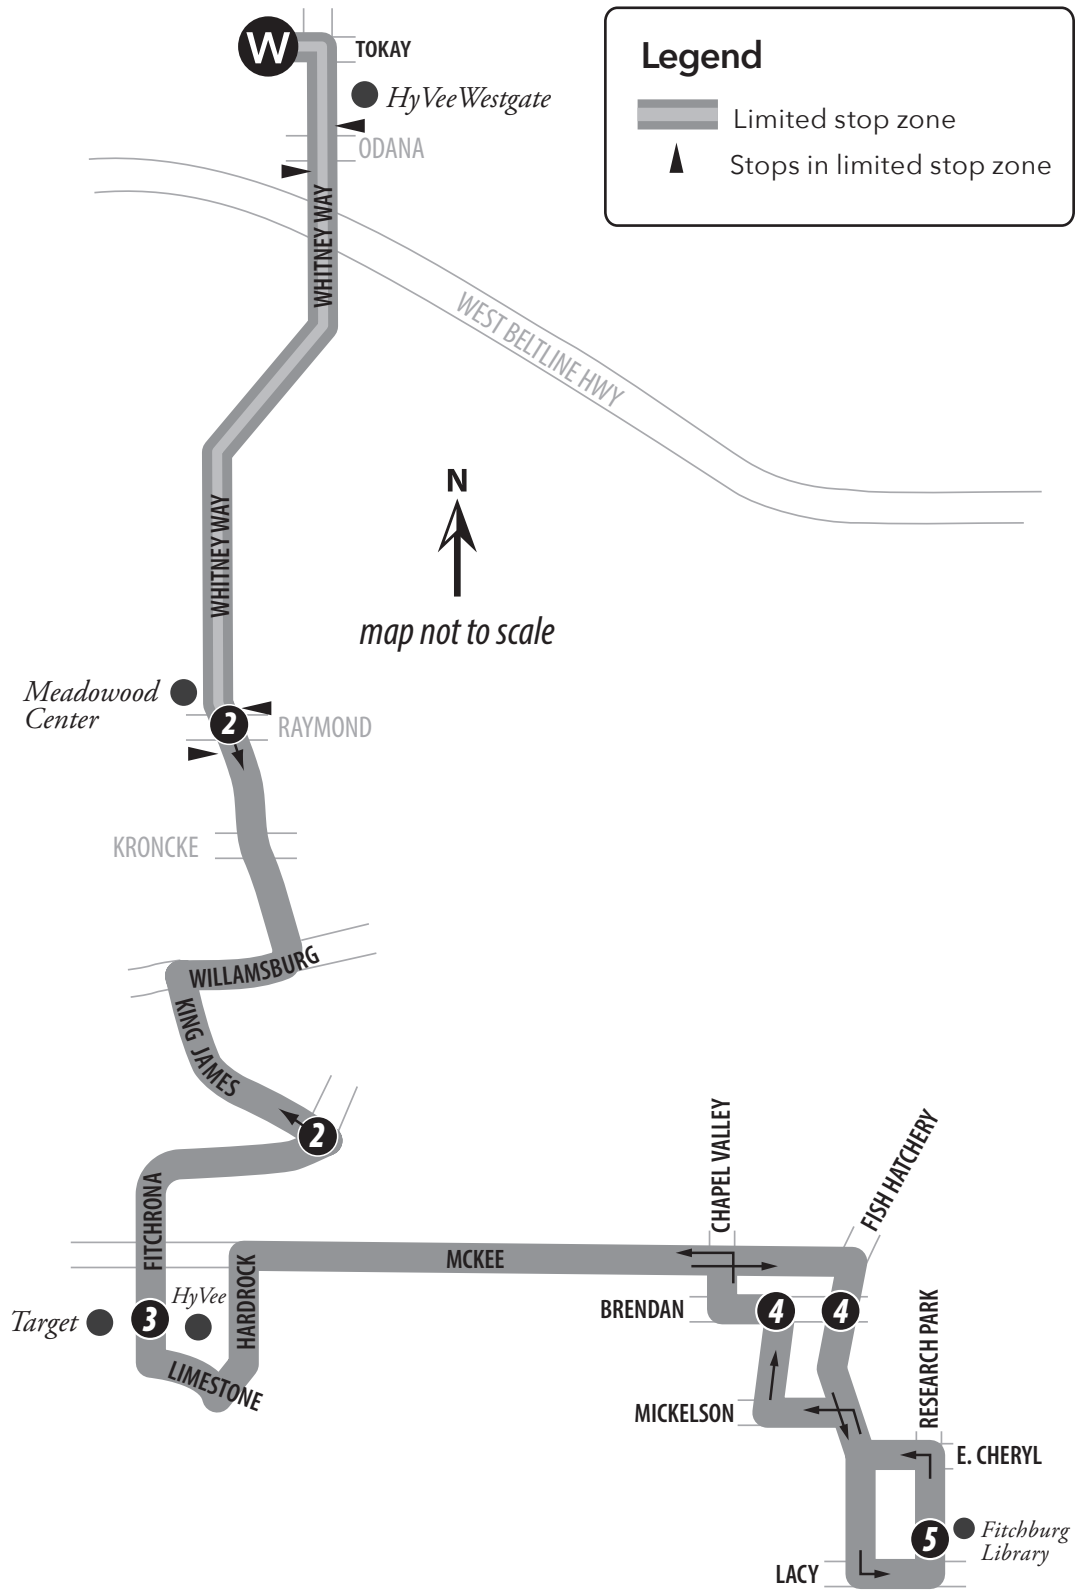 W
TOKAY
HyVee Westgate
ODANA
Legend
Limited stop zone
Stops in limited stop zone
WHITNEY WAY
WEST BELTLINE HWY
N
map not to scale
WHITNEY WAY
Meadowood
Center
2
RAYMOND
KRONCKE
WILLAMSBURG
KING JAMES
2
FITCHRONA
CHAPEL VALLEY
FISH HATCHERY
MCKEE
HARDROCK
HyVee
Target
3
BRENDAN
4
4
LIMESTONE
RESEARCH PARK
MICKELSON
E. CHERYL
5
Fitchburg
Library
LACY